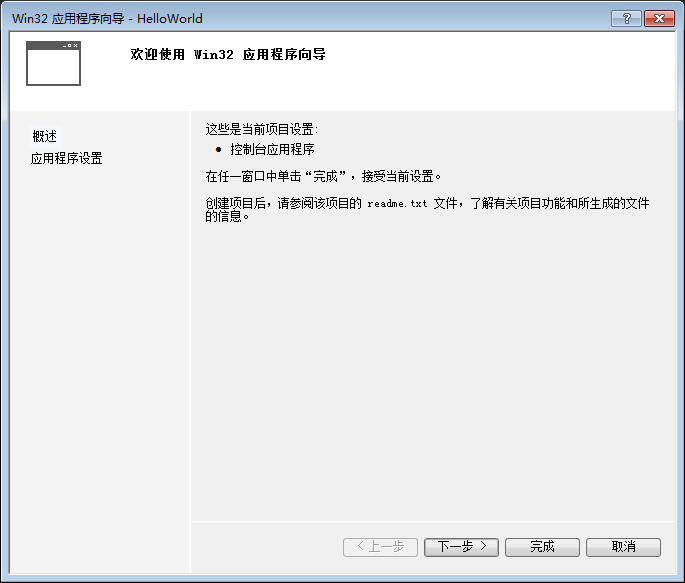 Win32 应用程序向导 - HelloWorld
欢迎使用 Win32 应用程序向导
概述
应用程序设置
这些是当前项目设置:
• 控制台应用程序
在任一窗口中单击“完成”，接受当前设置。
创建项目后，请参阅该项目的 readme.txt 文件，了解有关项目功能和所生成的文件
的信息。
< 上一步
下一步 >
完成
取消